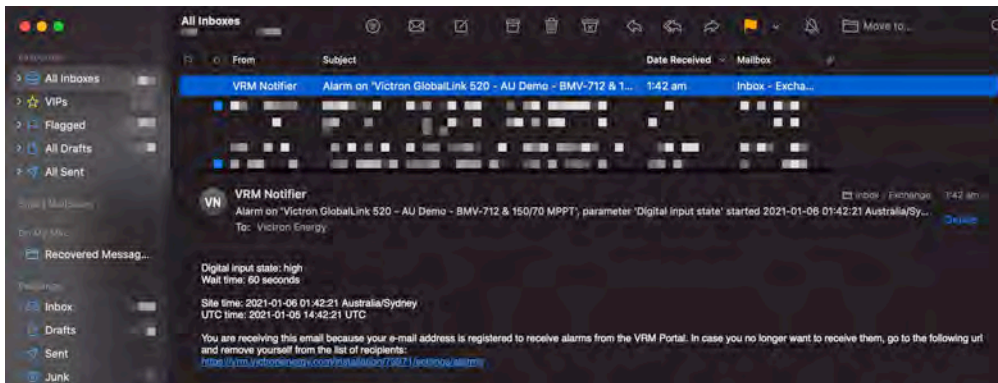 All Inboxes
Move to...
From Subject Date Received Mailbox
All Inboxes
VRM Notifier Alarm on 'Victron GlobalLink 520 - AU Demo - BMV-712 & 1... 1:42 am Inbox - Excha...
VIPs
Flagged
All Drafts
All Sent
VN
VRM Notifier Inbox - Exchange 1:42 am
Alarm on 'Victron GlobalLink 520 - AU Demo - BMV-712 & 150/70 MPPT', parameter 'Digital input state' started 2021-01-06 01:42:21 Australia/Sy... Details
To: Victron Energy
Smart Mailboxes
On My Mac
Recovered Messag...
Digital input state: high
Wait time: 60 seconds
Inbox
Site time: 2021-01-06 01:42:21 Australia/Sydney
UTC time: 2021-01-05 14:42:21 UTC
Drafts
You are receiving this email because your e-mail address is registered to receive alarms from the VRM Portal. In case you no longer want to receive them, go to the following url
and remove yourself from the list of recipients:
Sent
Junk